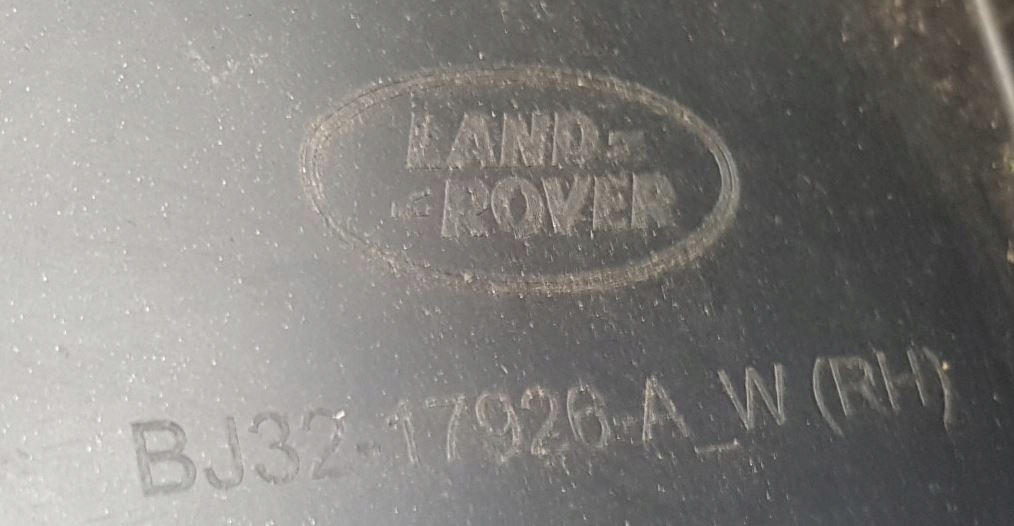 LAND
ROVER
BJ32-17926-A_W (RH)